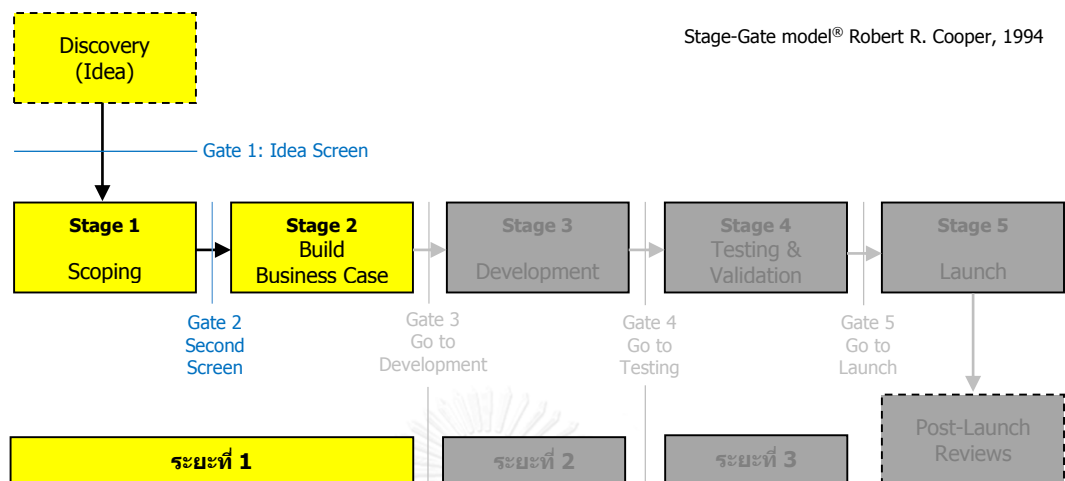 Discovery
(Idea)
Stage-Gate model® Robert R. Cooper, 1994
Gate 1: Idea Screen
Stage 1
Scoping
Stage 2
Build
Business Case
Stage 3
Development
Stage 4
Testing &
Validation
Stage 5
Launch
Gate 2
Second
Screen
Gate 3
Go to
Development
Gate 4
Go to
Testing
Gate 5
Go to
Launch
Post-Launch
Reviews
ระยะที่ 1
ระยะที่ 2
ระยะที่ 3